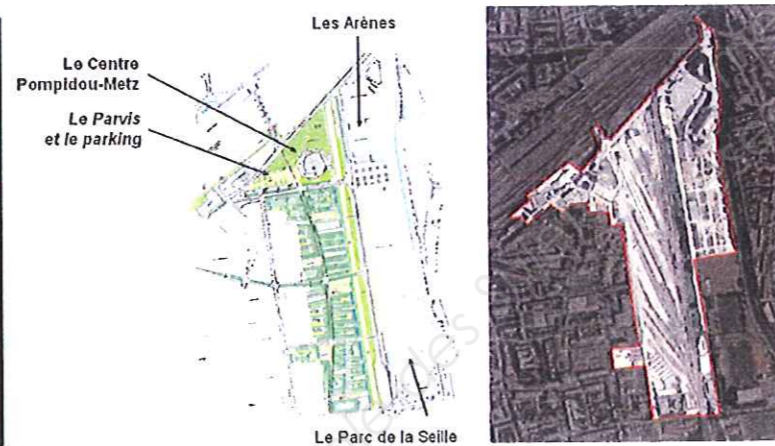 Les Arènes
Le Centre
Pompidou-Metz
Le Parvis
et le parking
Le Parc de la Seille